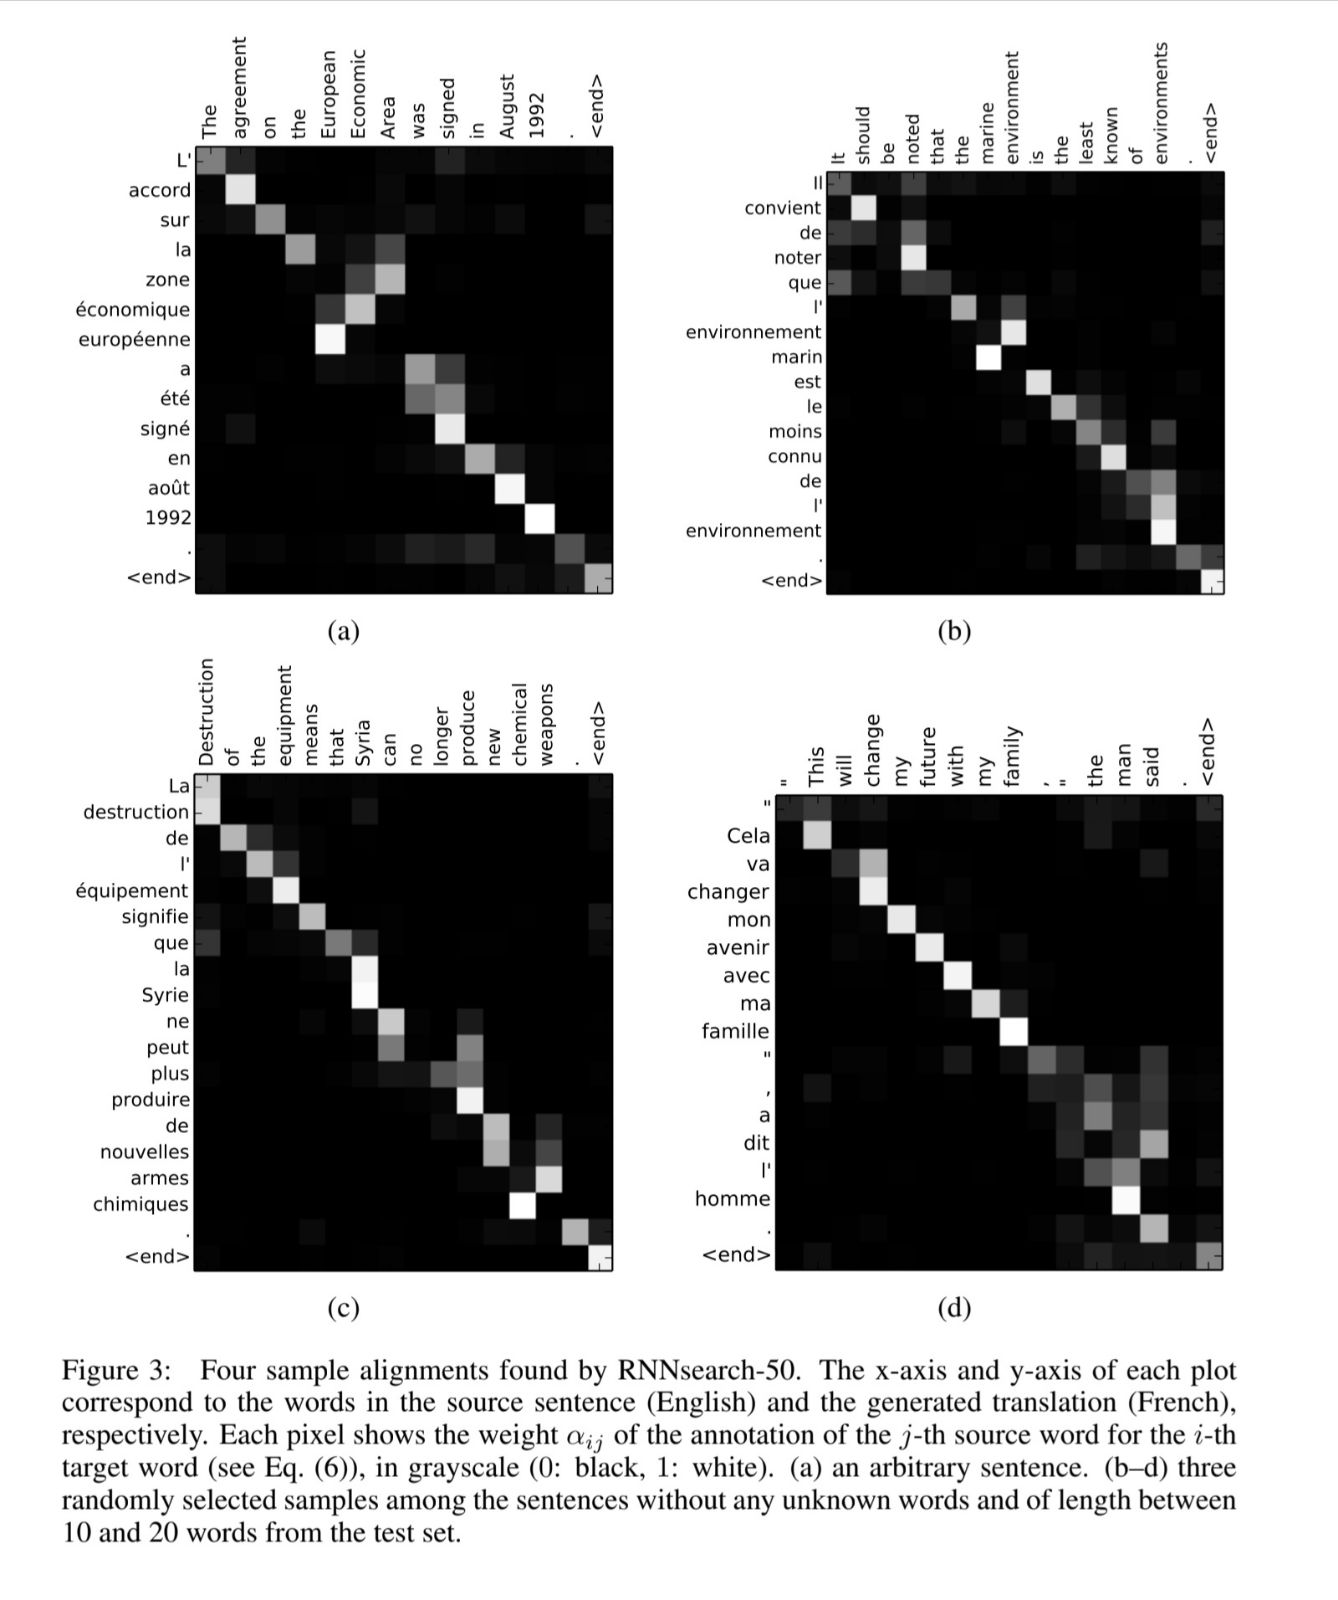 The
agreement
on
the
European
Economic
Area
was
signed
in
August
1992
.
<end>
L'
accord
sur
la
zone
économique
européenne
a
été
signé
en
août
1992
.
<end>
(a)
It
should
be
noted
that
the
marine
environment
is
the
least
known
of
environments
.
<end>
Il
convient
de
noter
que
l'
environnement
marin
est
le
moins
connu
de
l'
environnement
.
<end>
(b)
Destruction
of
the
equipment
means
that
Syria
can
no
longer
produce
new
chemical
weapons
.
<end>
La
destruction
de
l'
équipement
signifie
que
la
Syrie
ne
peut
plus
produire
de
nouvelles
armes
chimiques
.
<end>
(c)
"
This
will
change
my
future
with
my
family
,
"
the
man
said
.
<end>
"
Cela
va
changer
mon
avenir
avec
ma
famille
"
,
a
dit
l'
homme
.
<end>
(d)
Figure 3: Four sample alignments found by RNNsearch-50. The x-axis and y-axis of each plot
correspond to the words in the source sentence (English) and the generated translation (French),
respectively. Each pixel shows the weight αij of the annotation of the j-th source word for the i-th
target word (see Eq. (6)), in grayscale (0: black, 1: white). (a) an arbitrary sentence. (b–d) three
randomly selected samples among the sentences without any unknown words and of length between
10 and 20 words from the test set.